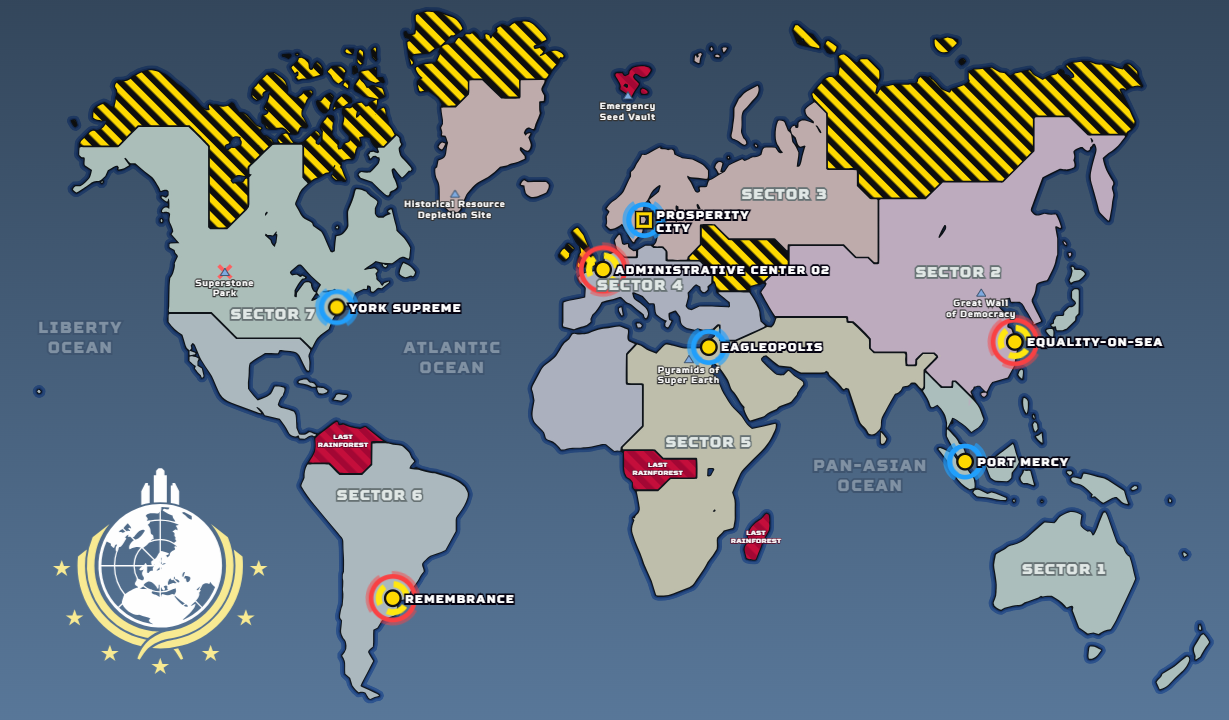 Emergency
Seed Vault
SECTOR 3
Historical Resource
Depletion Site
PROSPERITY
CITY
ADMINISTRATIVE CENTER 02
SECTOR 4
SECTOR 2
Superstone
Park
Great Wall
of Democracy
SECTOR 7
YORK SUPREME
LIBERTY
OCEAN
ATLANTIC
OCEAN
EAGLEOPOLIS
EQUALITY-ON-SEA
Pyramids of
Super Earth
LAST
RAINFOREST
SECTOR 5
LAST
RAINFOREST
PAN-ASIAN
OCEAN
PORT MERCY
SECTOR 6
LAST
RAINFOREST
SECTOR 1
REMEMBRANCE